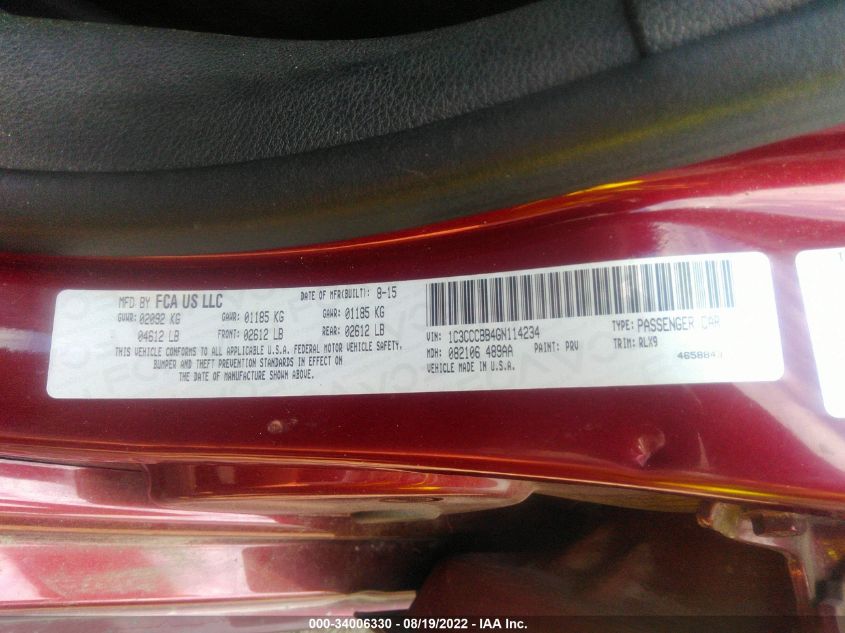 MFD BY FCA US LLC DATE OF MFR(BUILT): 8-15
GVWR: 02092 KG GAWR: 01185 KG GAWR: 01185 KG
04612 LB FRONT: 02612 LB REAR: 02612 LB
THIS VEHICLE CONFORMS TO ALL APPLICABLE U.S.A. FEDERAL MOTOR VEHICLE SAFETY,
BUMPER AND THEFT PREVENTION STANDARDS IN EFFECT ON
THE DATE OF MANUFACTURE SHOWN ABOVE.
VIN: 1C3CCCBB4GN114234 TYPE: PASSENGER CAR
MDH: 082106 489AA PAINT: PRV TRIM: RLX9
VEHICLE MADE IN U.S.A.
000-34006330 - 08/19/2022 - IAA Inc.